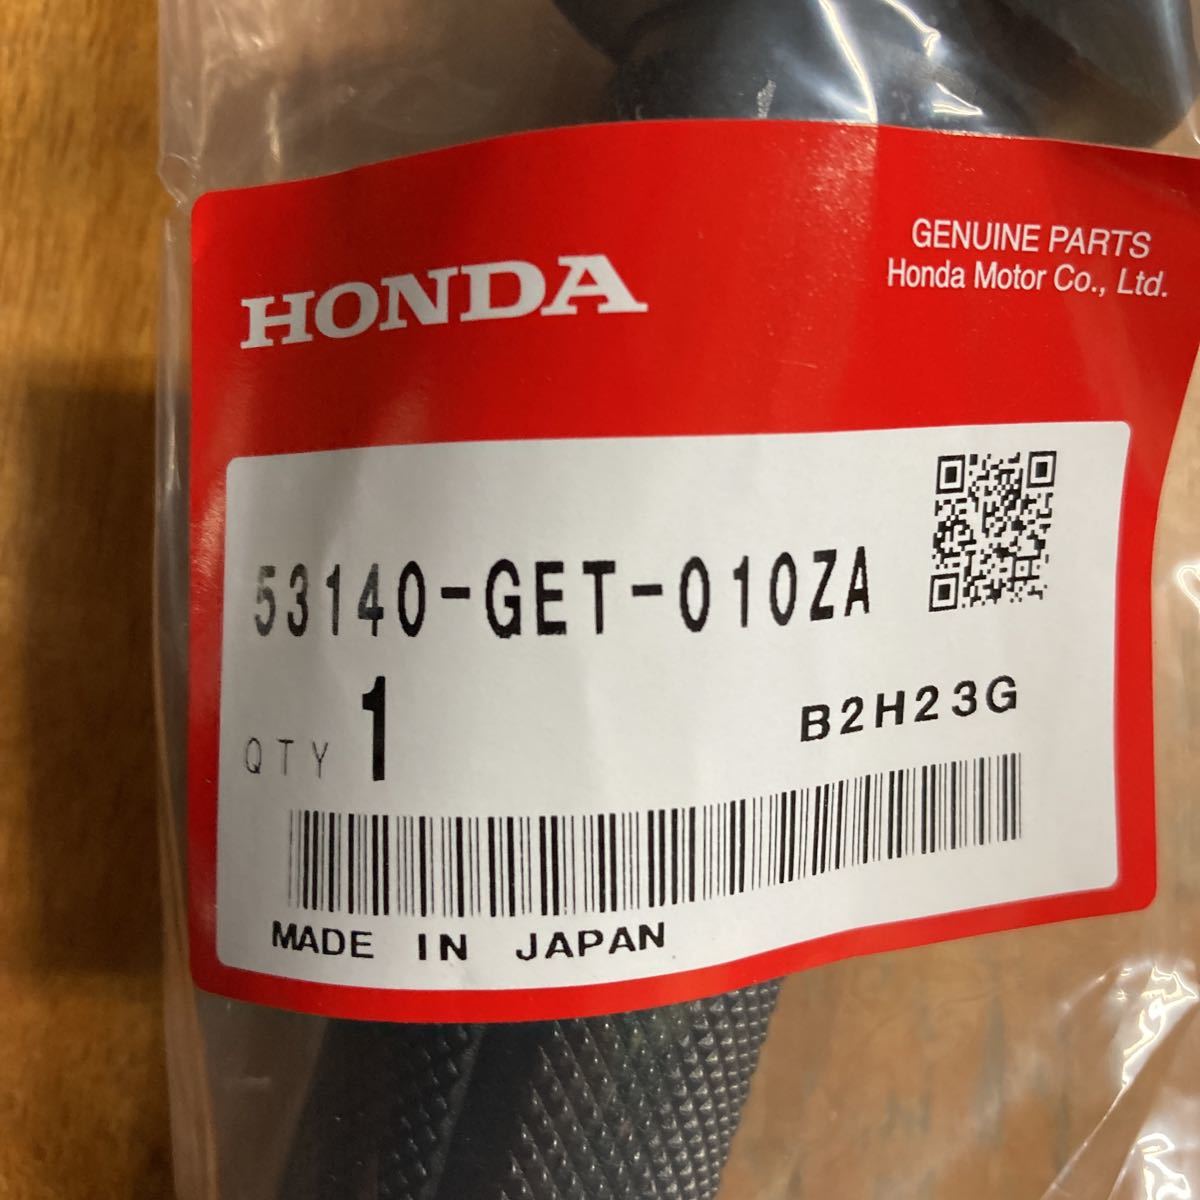 HONDA
GENUINE PARTS
Honda Motor Co., Ltd.
53140-GET-010ZA
QTY 1
B2H23G
MADE IN JAPAN